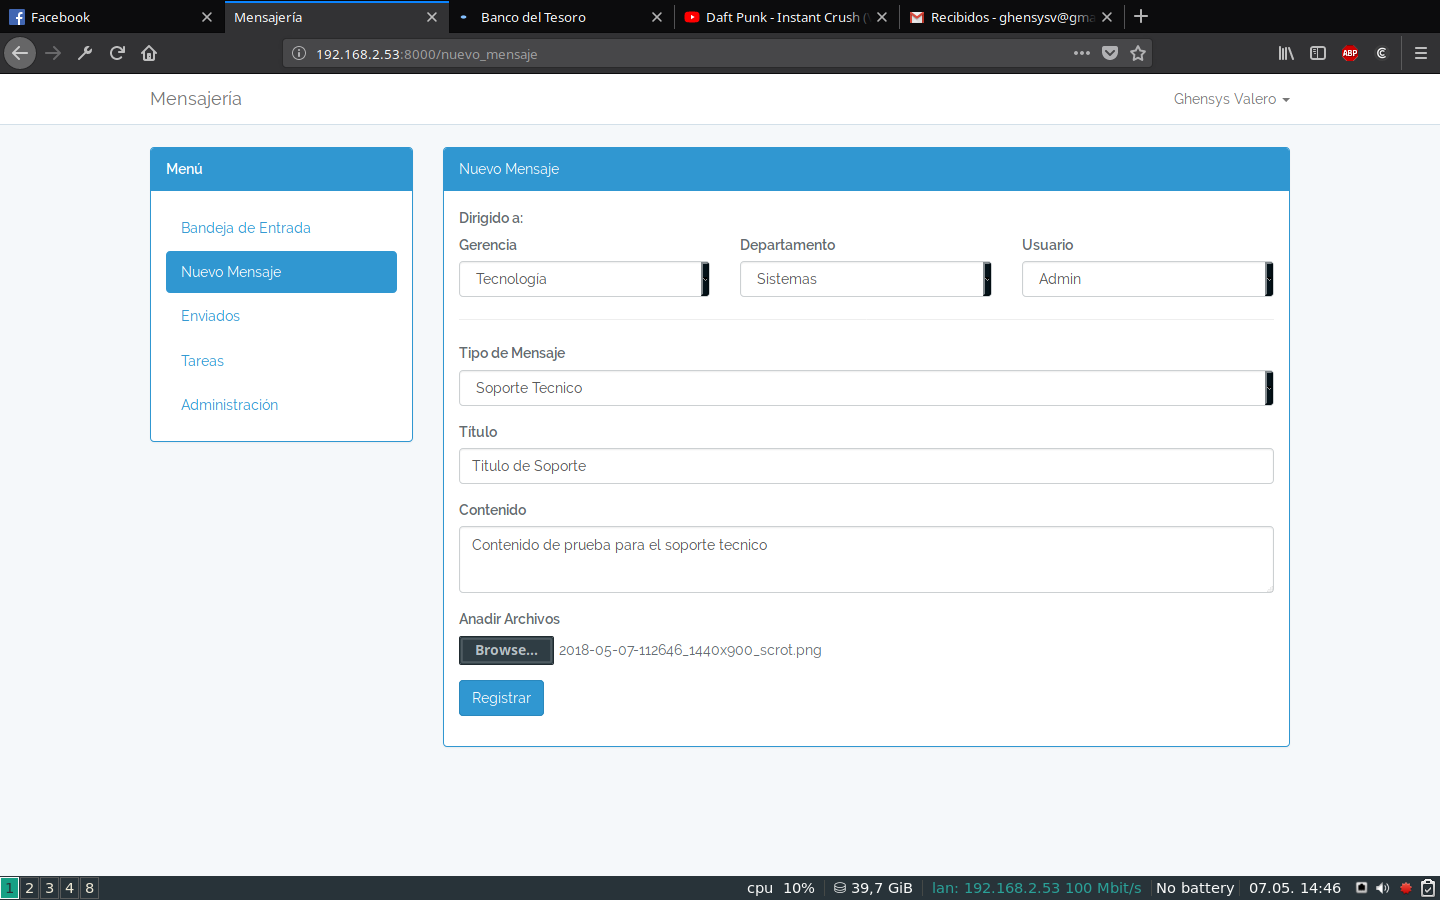 Facebook
Mensajería
Banco del Tesoro
Daft Punk - Instant Crush (
Recibidos - ghensysv@gma
192.168.2.53:8000/nuevo_mensaje
ABP
Mensajeria
Ghensys Valero
Menú
Bandeja de Entrada
Nuevo Mensaje
Enviados
Tareas
Administración
Nuevo Mensaje
Dirigido a:
Gerencia
Departamento
Usuario
Tecnologia
Sistemas
Admin
Tipo de Mensaje
Soporte Tecnico
Titulo
Titulo de Soporte
Contenido
Contenido de prueba para el soporte tecnico
Anadir Archivos
Browse... 2018-05-07-112646_1440x900_scrot.png
Registrar
1 2 3 4 8
cpu 10% 39,7 GiB lan: 192.168.2.53 100 Mbit/s No battery 07.05. 14:46